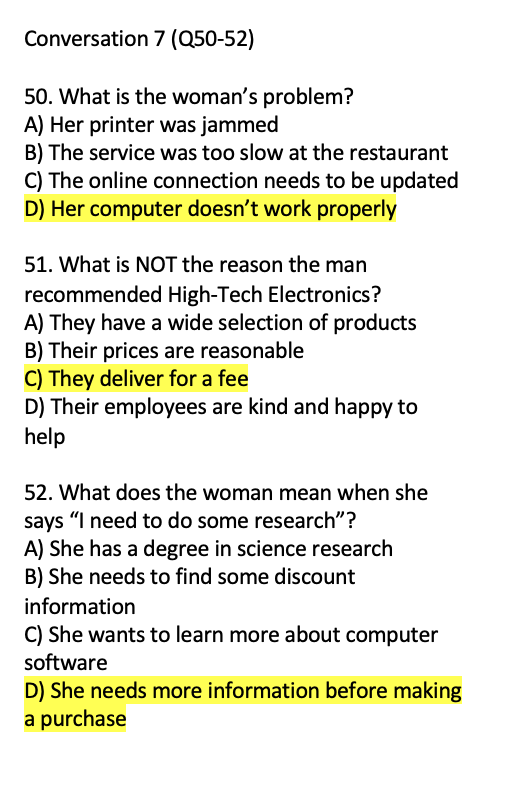 Conversation 7 (Q50-52)
50. What is the woman’s problem?
A) Her printer was jammed
B) The service was too slow at the restaurant
C) The online connection needs to be updated
D) Her computer doesn’t work properly
51. What is NOT the reason the man
recommended High-Tech Electronics?
A) They have a wide selection of products
B) Their prices are reasonable
C) They deliver for a fee
D) Their employees are kind and happy to
help
52. What does the woman mean when she
says “I need to do some research”?
A) She has a degree in science research
B) She needs to find some discount
information
C) She wants to learn more about computer
software
D) She needs more information before making
a purchase